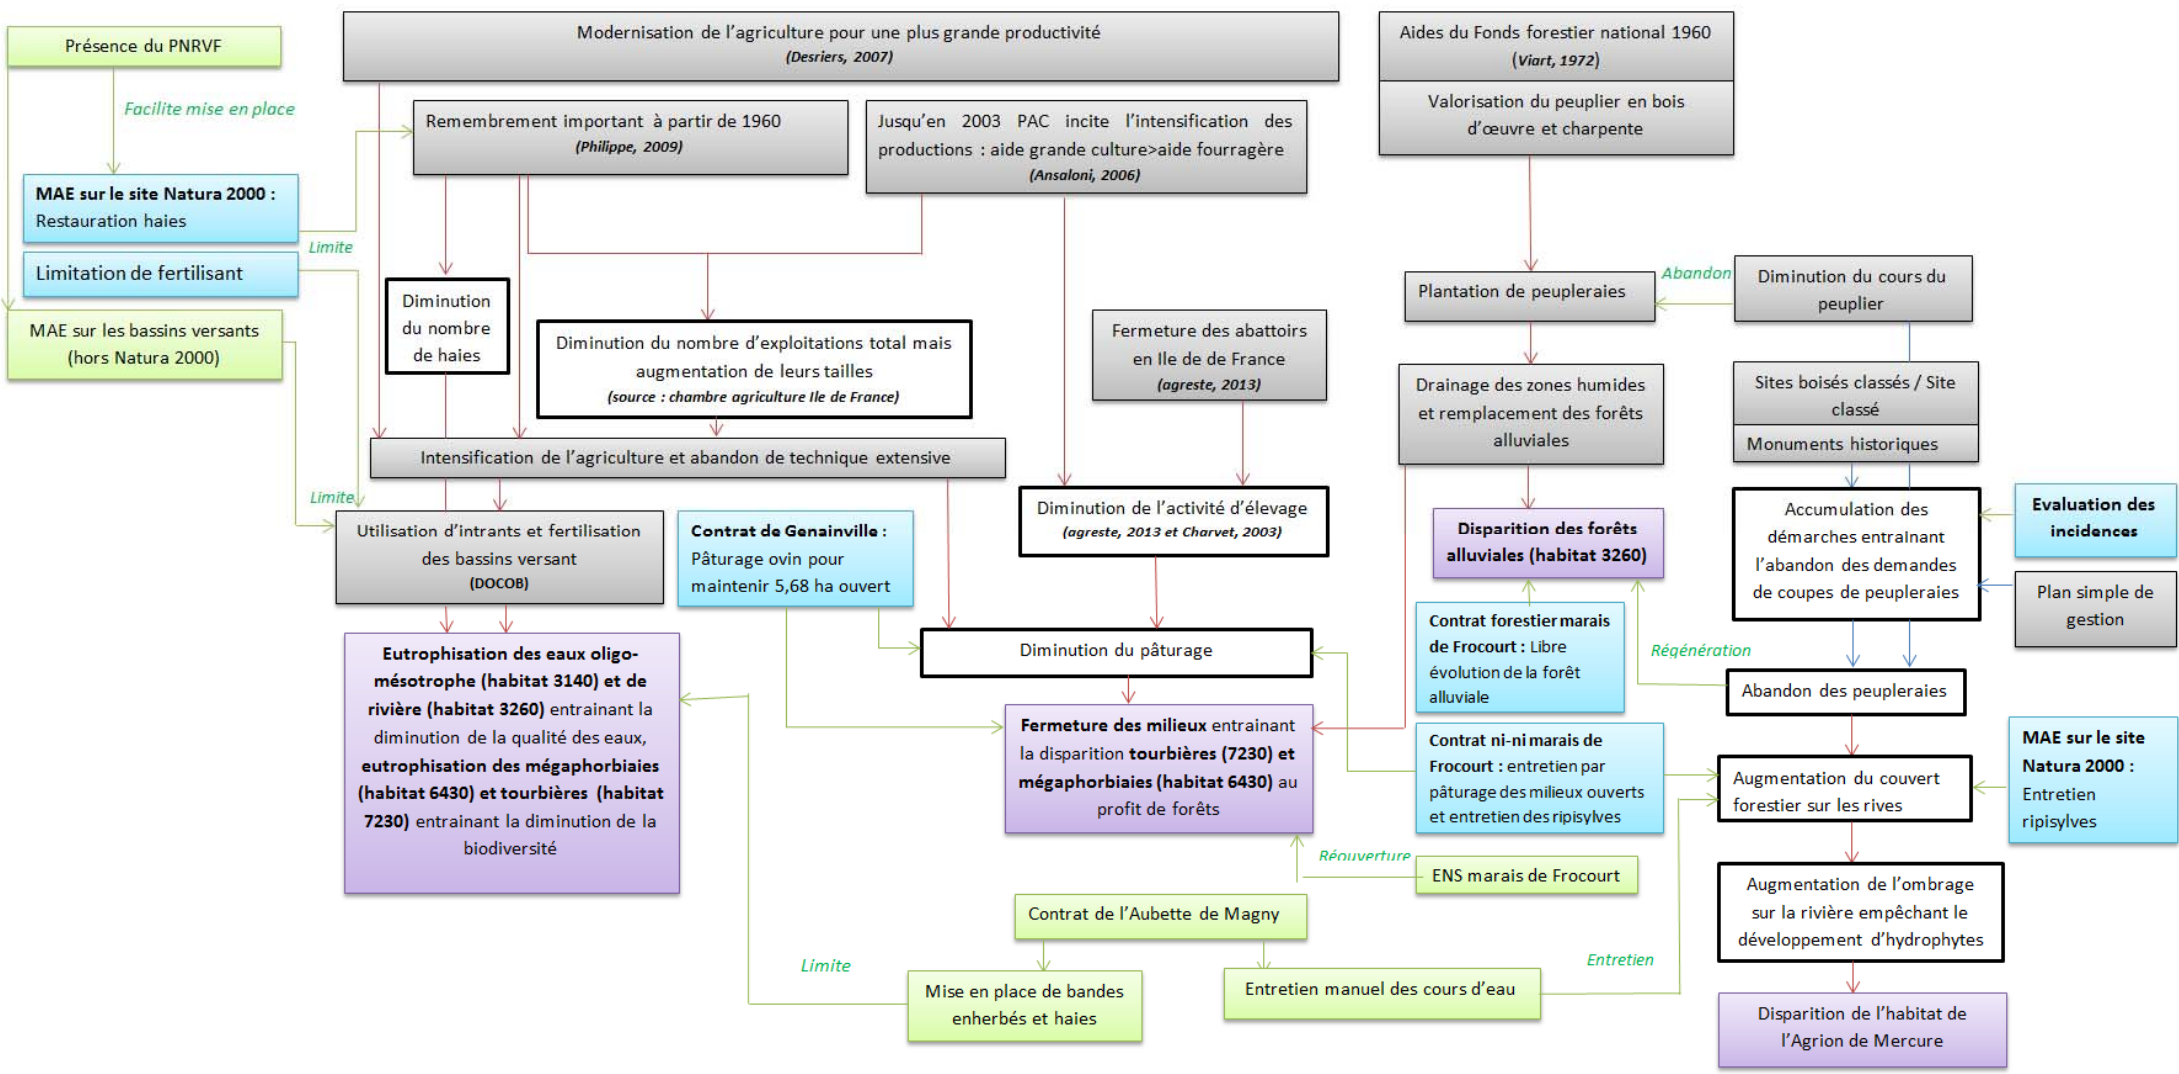 Présence du PNRVF
Facilite mise en place
MAE sur le site Natura 2000 :
Restauration haies
Limite
Limitation de fertilisant
MAE sur les bassins versants
(hors Natura 2000)
Modernisation de l'agriculture pour une plus grande productivité
(Desriers, 2007)
Remembrement important à partir de 1960
(Philippe, 2009)
Jusqu'en 2003 PAC incite l'intensification des
productions : aide grande culture>aide fourragère
(Ansaloni, 2006)
Aides du Fonds forestier national 1960
(Viart, 1972)
Valorisation du peuplier en bois
d'œuvre et charpente
Diminution
du nombre
de haies
Diminution du nombre d'exploitations total mais
augmentation de leurs tailles
(source : chambre agriculture Ile de France)
Fermeture des abattoirs
en Ile de de France
(agreste, 2013)
Plantation de peupleraies
Abandon
Diminution du cours du
peuplier
Drainage des zones humides
et remplacement des forêts
alluviales
Sites boisés classés / Site
classé
Monuments historiques
Intensification de l'agriculture et abandon de technique extensive
Limite
Utilisation d'intrants et fertilisation
des bassins versant
(DOCOB)
Contrat de Genainville :
Pâturage ovin pour
maintenir 5,68 ha ouvert
Diminution de l'activité d'élevage
(agreste, 2013 et Charvet, 2003)
Disparition des forêts
alluviales (habitat 3260)
Accumulation des
démarches entraînant
l'abandon des demandes
de coupes de peupleraies
Evaluation des
incidences
Plan simple de
gestion
Eutrophisation des eaux oligo-
mésotrophe (habitat 3140) et de
rivière (habitat 3260) entrainant la
diminution de la qualité des eaux,
eutrophisation des mégaphorbiaies
(habitat 6430) et tourbières (habitat
7230) entrainant la diminution de la
biodiversité
Diminution du pâturage
Contrat forestier marais
de Frocourt : Libre
évolution de la forêt
alluviale
Régénération
Abandon des peupleraies
Fermeture des milieux entrainant
la disparition tourbières (7230) et
mégaphorbiaies (habitat 6430) au
profit de forêts
Contrat ni-ni marais de
Frocourt : entretien par
pâturage des milieux ouverts
et entretien des ripisylves
Augmentation du couvert
forestier sur les rives
MAE sur le site
Natura 2000 :
Entretien
ripisylves
Réouverture
ENS marais de Frocourt
Augmentation de l'ombrage
sur la rivière empêchant le
développement d'hydrophytes
Contrat de l'Aubette de Magny
Limite
Mise en place de bandes
enherbés et haies
Entretien manuel des cours d'eau
Entretien
Disparition de l'habitat de
l'Agrion de Mercure